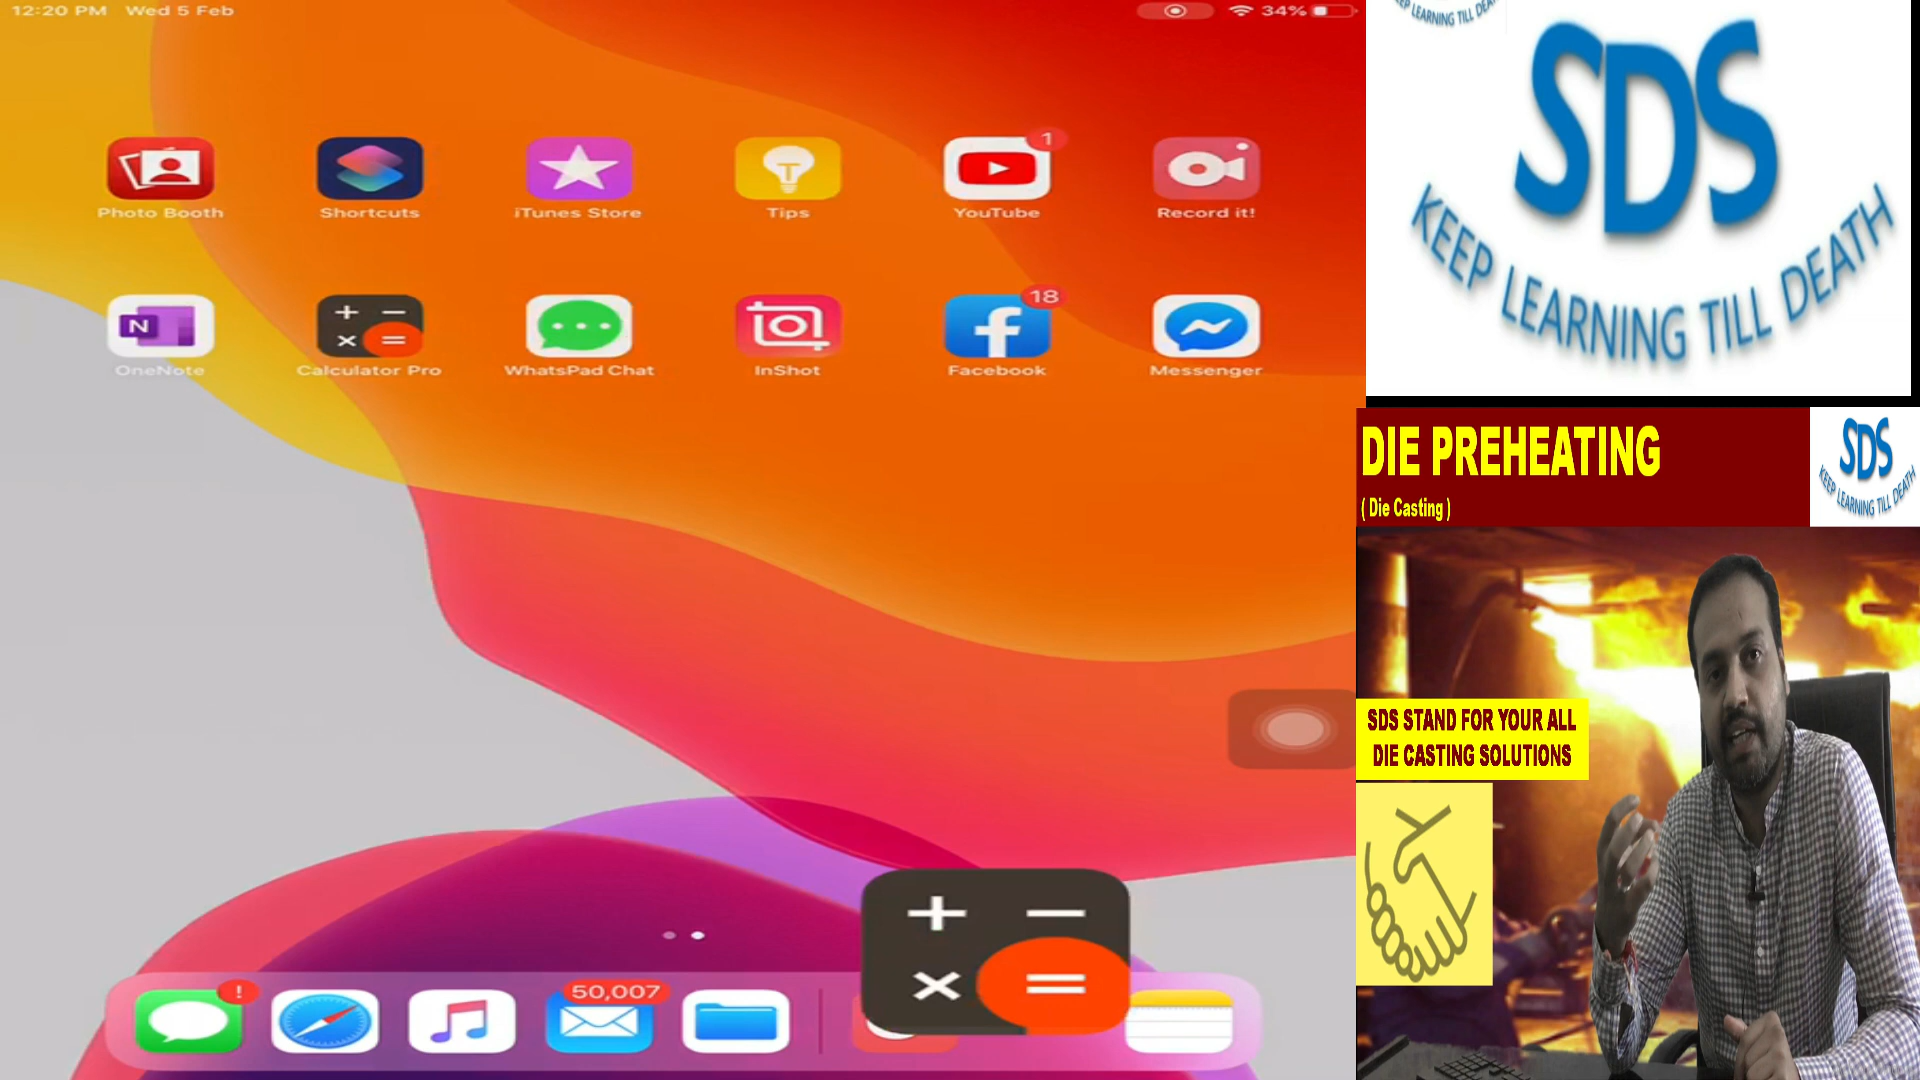 12:20 PM Wed 5 Feb
34%
Photo Booth
Shortcuts
iTunes Store
Tips
1
YouTube
Record it!
N
OneNote
Calculator Pro
WhatsPad Chat
InShot
18
Facebook
Messenger
!
50,007
LEARNING TILL
SDS
KEEP LEARNING TILL DEATH
DIE PREHEATING
( Die Casting )
SDS
KEEP LEARNING TILL DEATH
SDS STAND FOR YOUR ALL
DIE CASTING SOLUTIONS